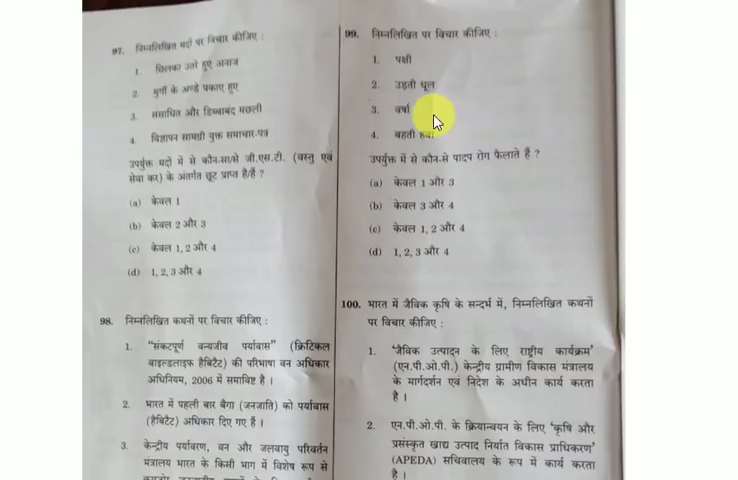 97. निम्नलिखित मदों पर विचार कीजिए :
1. छिलका उतरे हुए अनाज
2. मुर्गी के अण्डे पकाए हुए
3. संसाधित और डिब्बाबंद मछली
4. विज्ञापन सामग्री युक्त समाचार-पत्र
उपर्युक्त मदों में से कौन-सा/से जी.एस.टी. (वस्तु एवं
सेवा कर) के अंतर्गत छूट प्राप्त है/हैं ?
(a) केवल 1
(b) केवल 2 और 3
(c) केवल 1, 2 और 4
(d) 1, 2, 3 और 4
98. निम्नलिखित कथनों पर विचार कीजिए :
1. “संकटपूर्ण वन्यजीव पर्यावास” (क्रिटिकल
वाइल्डलाइफ हैबिटैट) की परिभाषा वन अधिकार
अधिनियम, 2006 में समाविष्ट है ।
2. भारत में पहली बार बैगा (जनजाति) को पर्यावास
(हैबिटैट) अधिकार दिए गए हैं ।
3. केन्द्रीय पर्यावरण, वन और जलवायु परिवर्तन
मंत्रालय भारत के किसी भाग में विशेष रूप से
99. निम्नलिखित पर विचार कीजिए :
1. पक्षी
2. उड़ती धूल
3. वर्षा
4. बहती हवा
उपर्युक्त में से कौन-से पादप रोग फैलाते हैं ?
(a) केवल 1 और 3
(b) केवल 3 और 4
(c) केवल 1, 2 और 4
(d) 1, 2, 3 और 4
100. भारत में जैविक कृषि के सन्दर्भ में, निम्नलिखित कथनों
पर विचार कीजिए :
1. ‘जैविक उत्पादन के लिए राष्ट्रीय कार्यक्रम’
(एन.पी.ओ.पी.) केन्द्रीय ग्रामीण विकास मंत्रालय
के मार्गदर्शन एवं निदेश के अधीन कार्य करता
है ।
2. एन.पी.ओ.पी. के क्रियान्वयन के लिए ‘कृषि और
प्रसंस्कृत खाद्य उत्पाद निर्यात विकास प्राधिकरण’
(APEDA) सचिवालय के रूप में कार्य करता
है ।